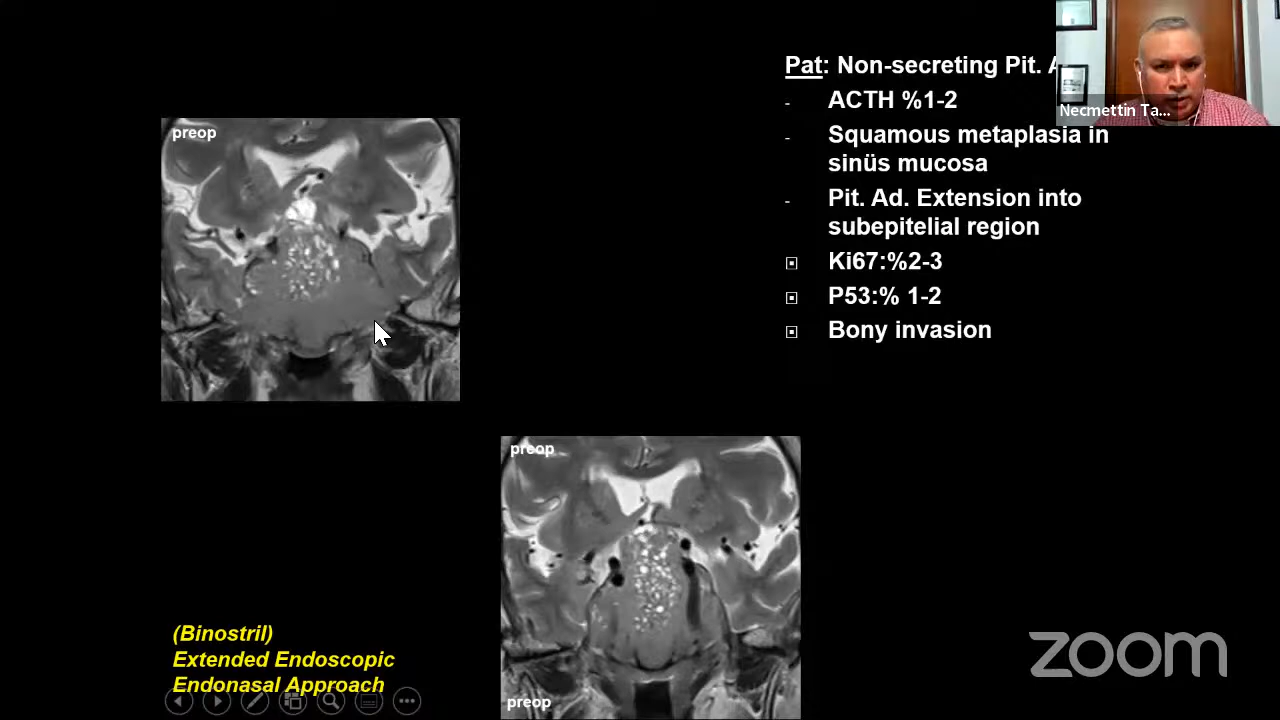 preop
Pat: Non-secreting Pit.
- ACTH %1-2
- Squamous metaplasia in
sinüs mucosa
- Pit. Ad. Extension into
subepitelial region
Ki67:%2-3
P53:% 1-2
Bony invasion
Necmettin Ta...
preop
preop
(Binostril)
Extended Endoscopic
Endonasal Approach
zoom